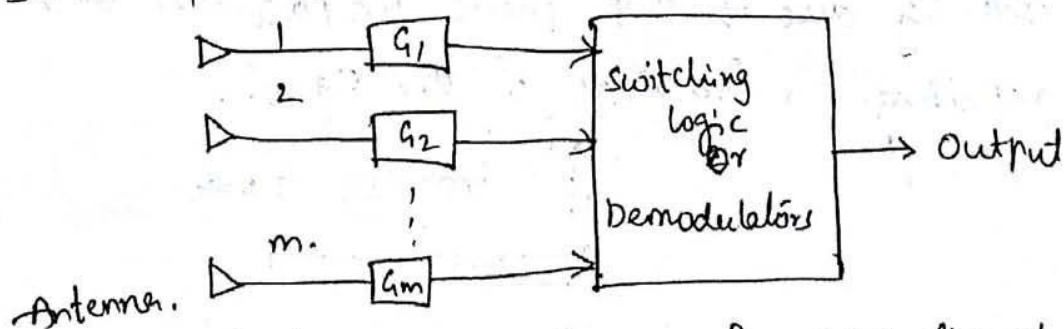 1
G1
2
G2
m.
Gm
Switching
logic
Or
Demodulators
Output
Antenna.